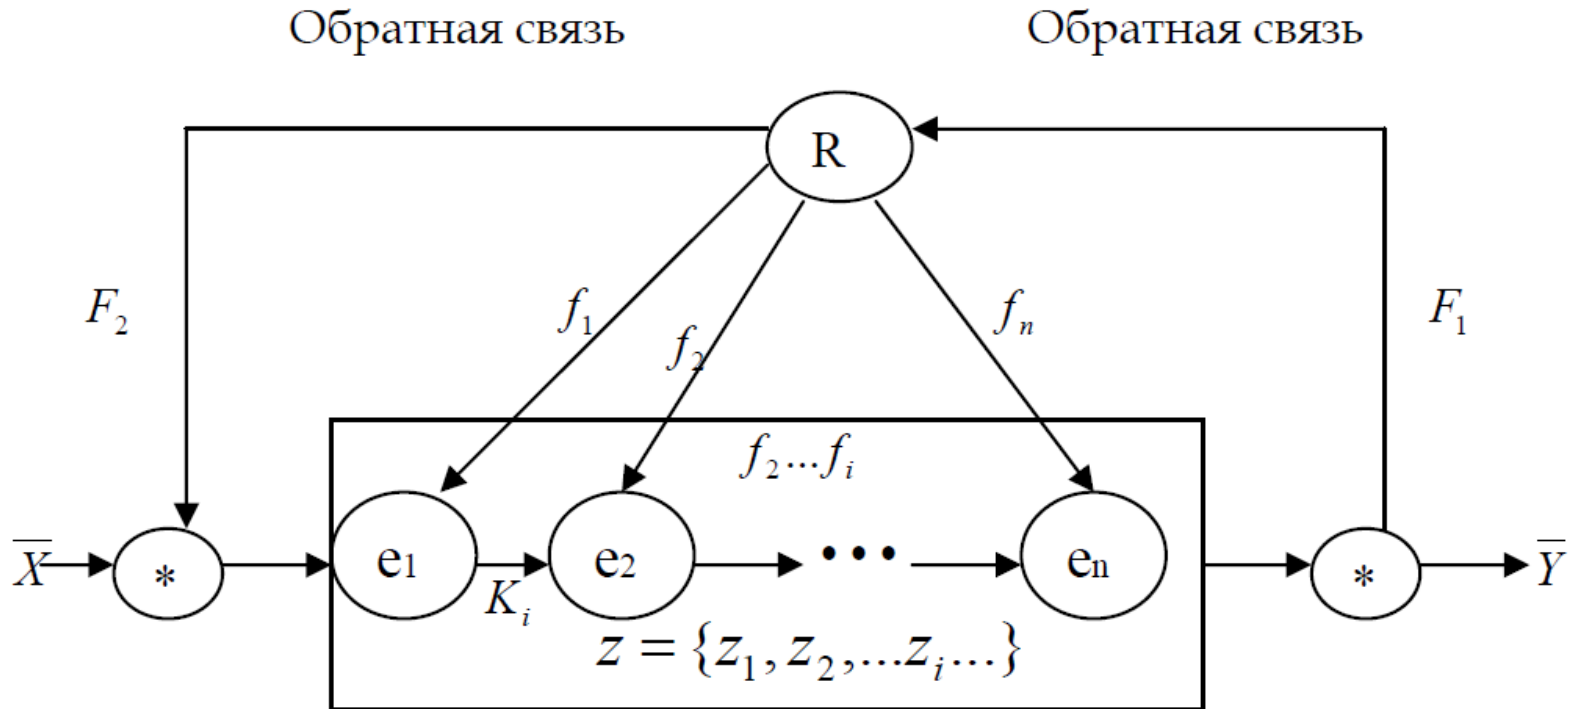 Обратная связь Обратная связь
R
F₂ f₁ f₂ fₙ F₁
f₂...fᵢ
X̅ * e₁ Kᵢ e₂ ••• eₙ * Y̅
z = {z₁, z₂,...zᵢ...}